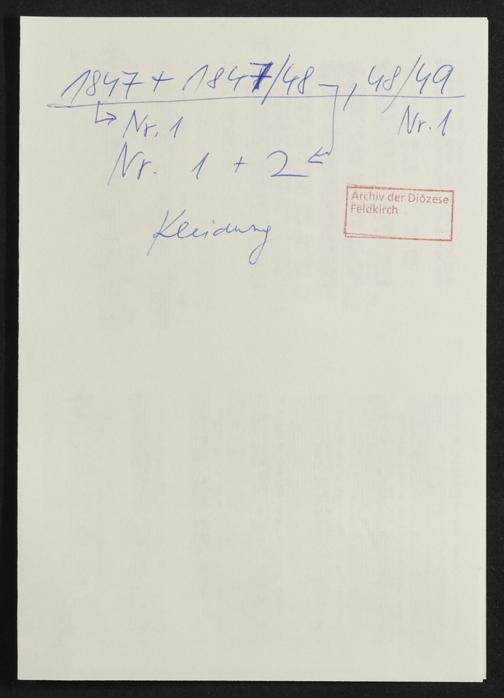 1847 + 1847/48 , 48/49
Nr. 1
Nr. 1
Nr. 1 + 2
Archiv der Diözese
Feldkirch
Kleidung